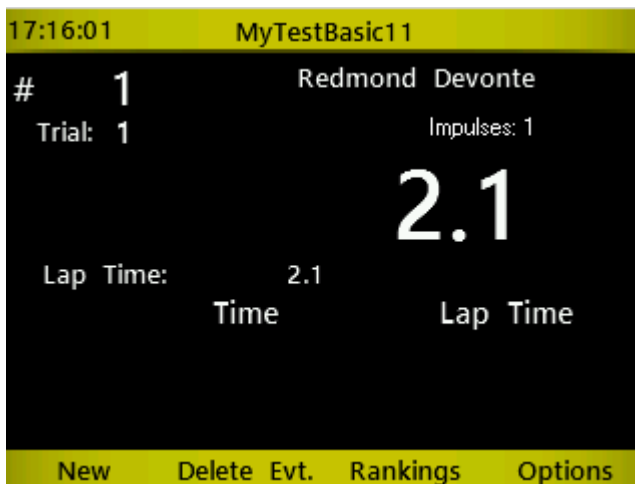 17:16:01 MyTestBasic11
# 1 Redmond Devonte
Trial: 1 Impulses: 1
2.1
Lap Time: 2.1
Time Lap Time
New Delete Evt. Rankings Options